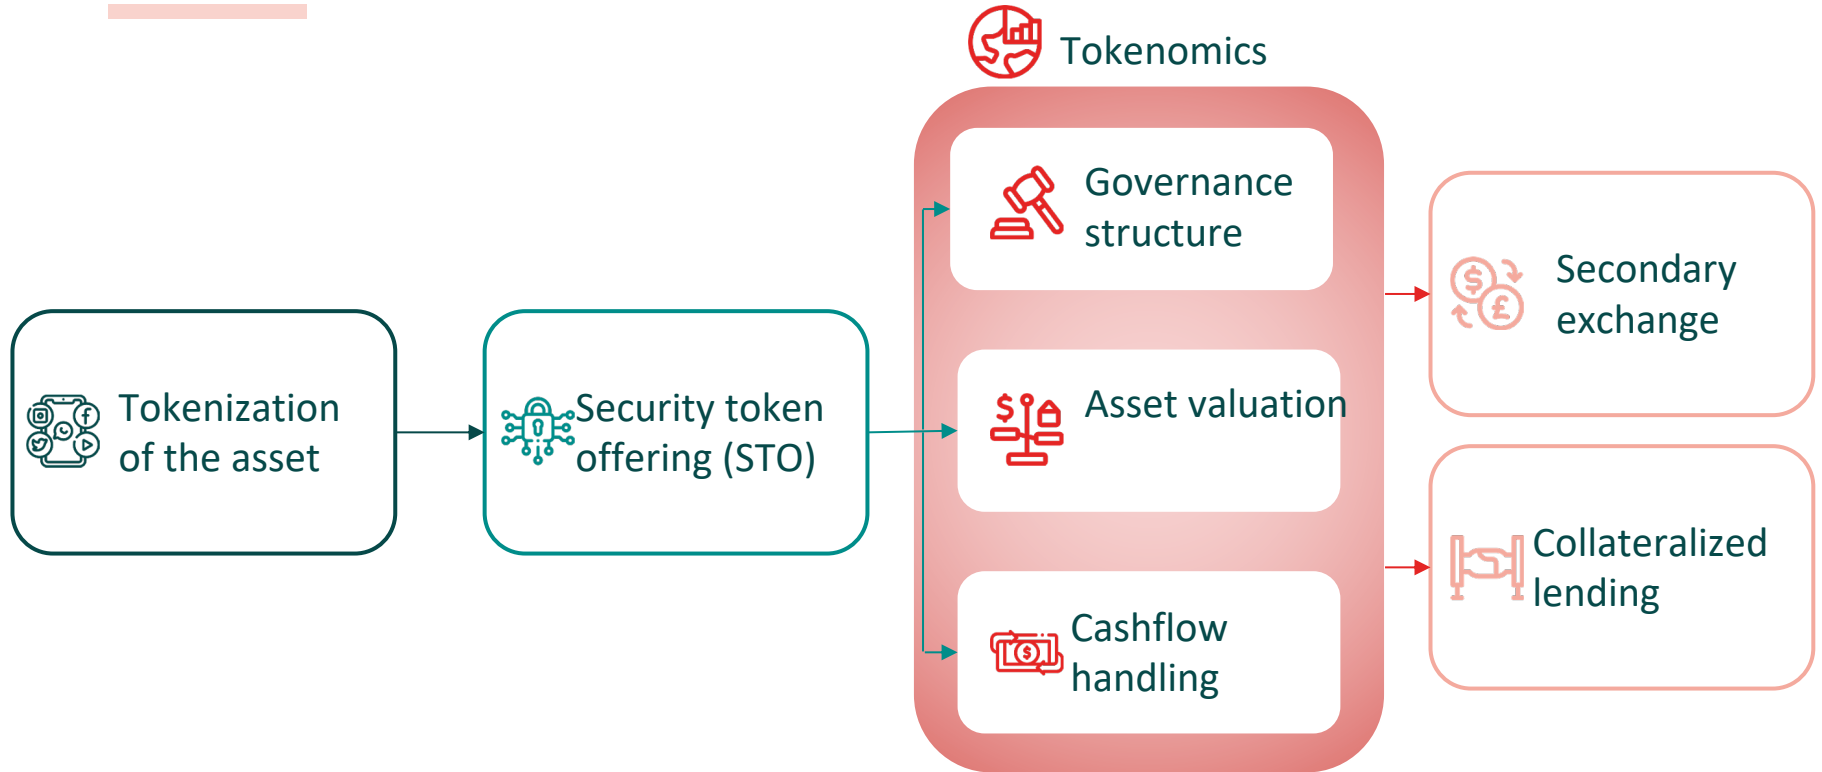 Tokenomics
Governance
structure
Secondary
exchange
Tokenization
of the asset
Security token
offering (STO)
Asset valuation
Collateralized
lending
Cashflow
handling